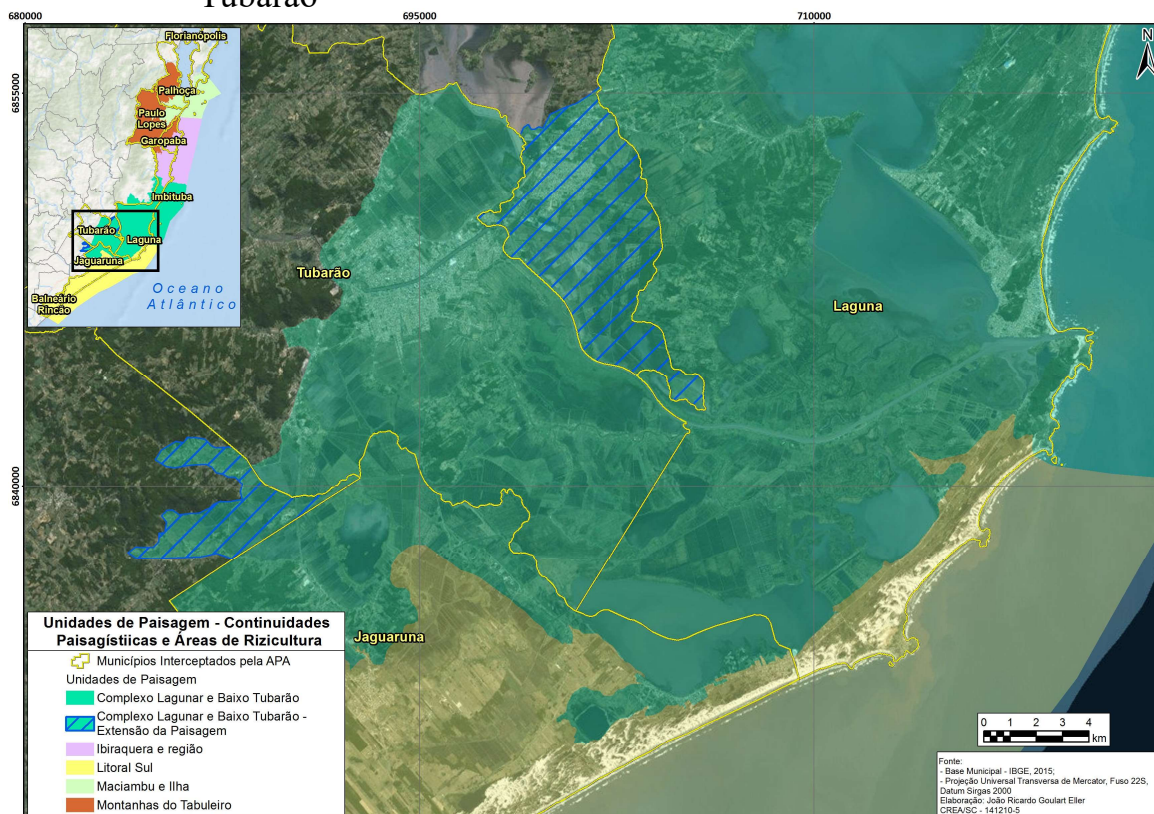 Tubarão
680000
695000
710000
6855000
6840000
6855000
6840000
N
Florianópolis
Palhoça
Paulo
Lopes
Garopaba
Imbituba
Tubarão
Laguna
Jaguaruna
Balneário
Rincão
Oceano
Atlântico
Tubarão
Laguna
Jaguaruna
Unidades de Paisagem - Continuidades
Paisagístiicas e Áreas de Rizicultura
Municípios Interceptados pela APA
Unidades de Paisagem
Complexo Lagunar e Baixo Tubarão
Complexo Lagunar e Baixo Tubarão -
Extensão da Paisagem
Ibiraquera e região
Litoral Sul
Maciambu e Ilha
Montanhas do Tabuleiro
0 1 2 3 4
km
Fonte:
- Base Municipal - IBGE, 2015;
- Projeção Universal Transversa de Mercator, Fuso 22S,
Datum Sirgas 2000
Elaboração: João Ricardo Goulart Eller
CREA/SC - 141210-5